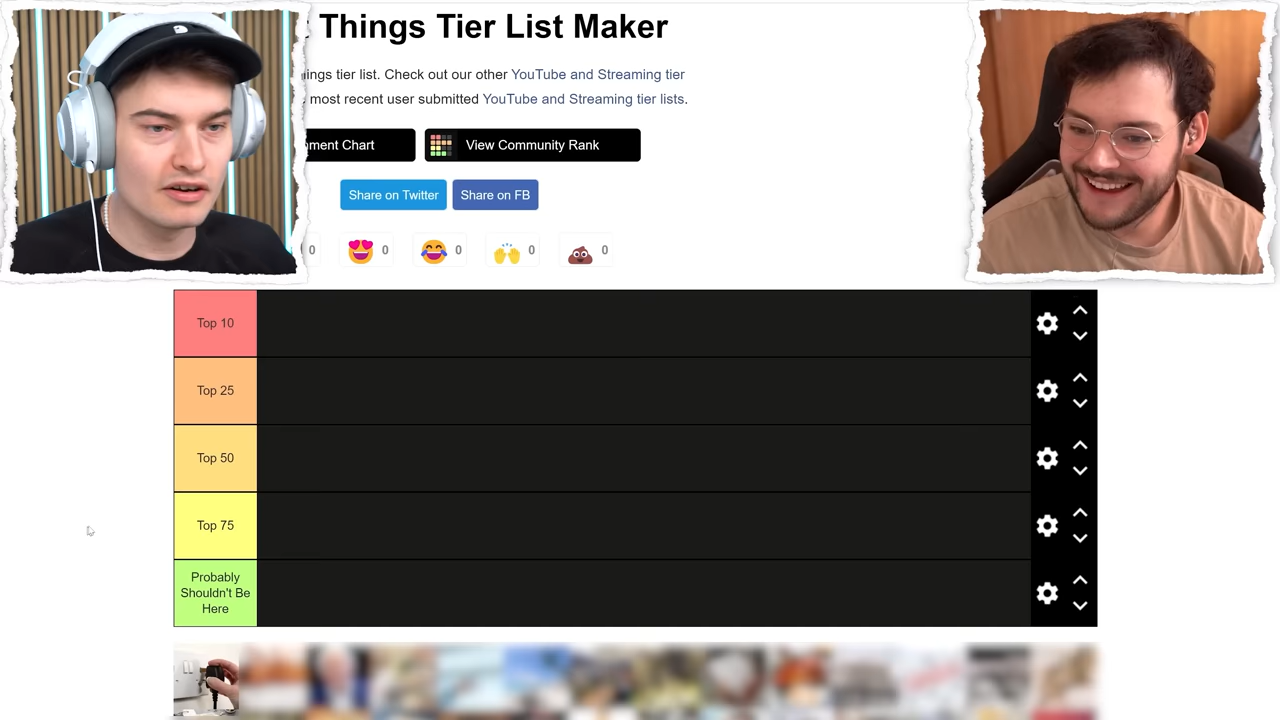 Things Tier List Maker
tier list. Check out our other YouTube and Streaming tier
most recent user submitted YouTube and Streaming tier lists.
Chart
View Community Rank
Share on Twitter
Share on FB
0
0
0
0
0
Top 10
Top 25
Top 50
Top 75
Probably
Shouldn't Be
Here